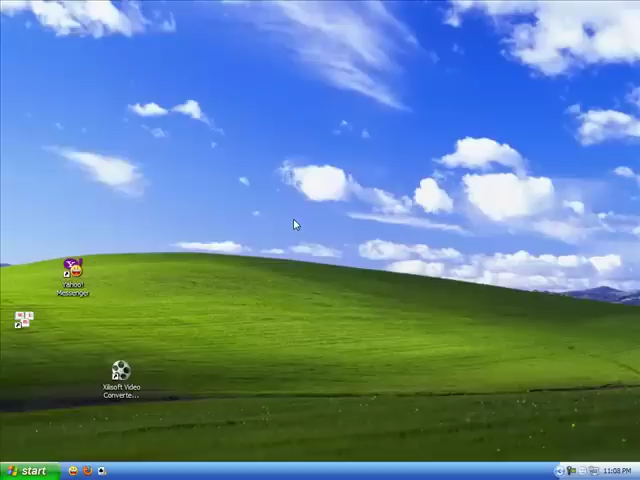 Yahoo!
Messenger
Xilisoft Video
Converte...
start
11:08 PM